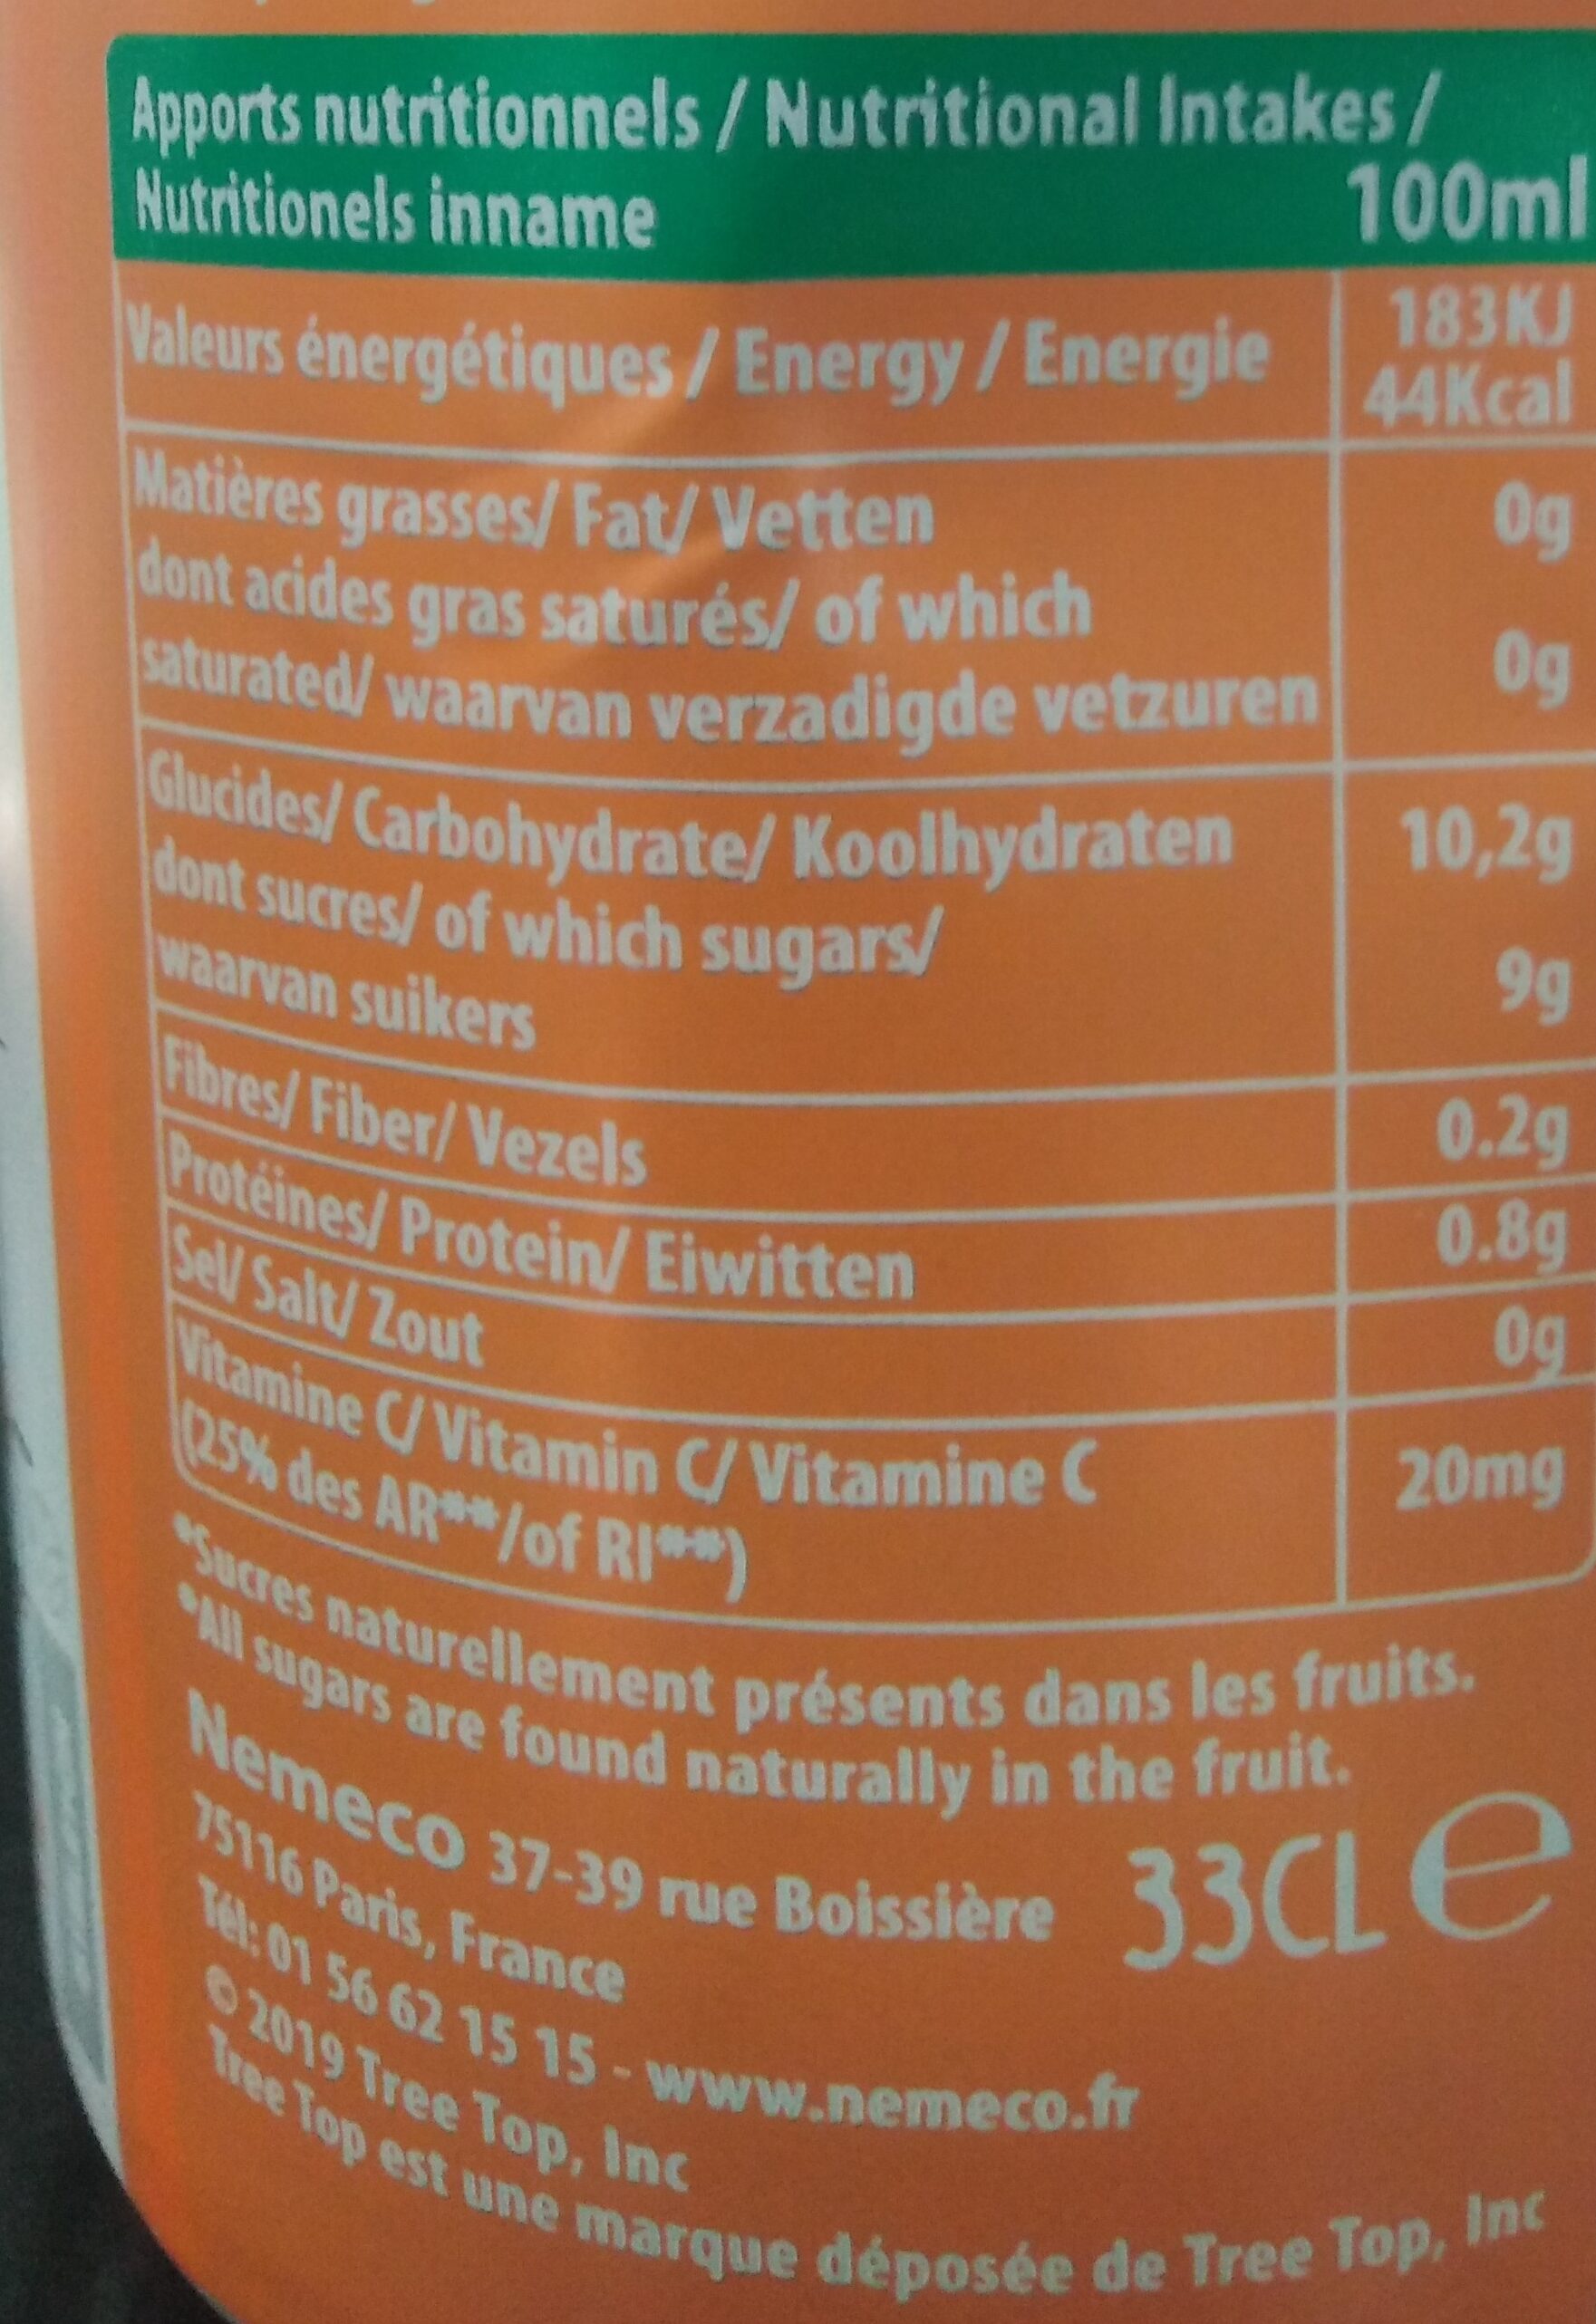 Apports nutritionnels / Nutritional Intakes /
Nutritionels inname 100ml
Valeurs énergétiques / Energy / Energie 183KJ
44Kcal
Matières grasses/ Fat/ Vetten 0g
dont acides gras saturés/ of which
saturated/ waarvan verzadigde vetzuren 0g
Glucides/ Carbohydrate/ Koolhydraten 10,2g
dont sucres/ of which sugars/
waarvan suikers 9g
Fibres/ Fiber/ Vezels 0.2g
Protéines/ Protein/ Eiwitten 0.8g
Sel/ Salt/ Zout 0g
Vitamine C/ Vitamin C/ Vitamine C 20mg
(25% des AR**/of RI**)
*Sucres naturellement présents dans les fruits.
*All sugars are found naturally in the fruit.
Nemeco 37-39 rue Boissière
75116 Paris, France
33CL e
Tél: 01 56 62 15 15 - www.nemeco.fr
© 2019 Tree Top, Inc
Tree Top est une marque déposée de Tree Top, Inc